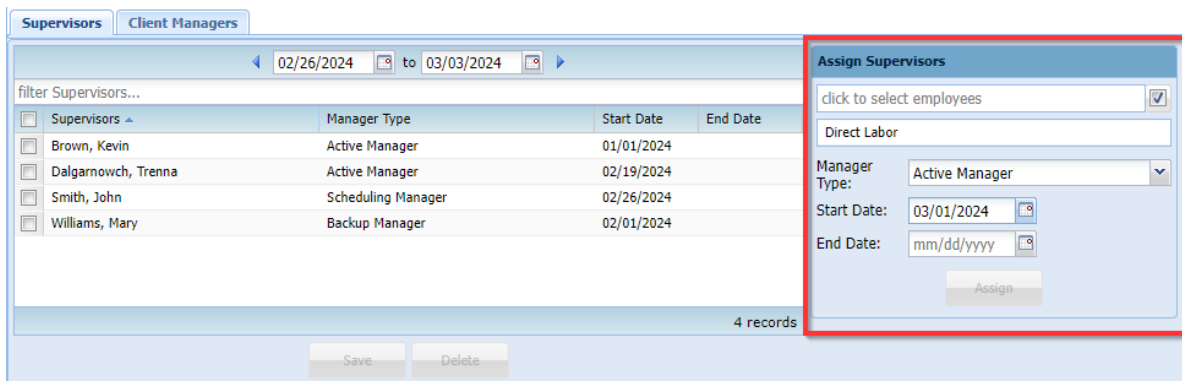 Supervisors Client Managers
02/26/2024 to 03/03/2024
filter Supervisors...
Supervisors Manager Type Start Date End Date
Brown, Kevin Active Manager 01/01/2024
Dalgarnowch, Trenna Active Manager 02/19/2024
Smith, John Scheduling Manager 02/26/2024
Williams, Mary Backup Manager 02/01/2024
4 records
Save Delete
Assign Supervisors
click to select employees
Direct Labor
Manager
Type: Active Manager
Start Date: 03/01/2024
End Date: mm/dd/yyyy
Assign